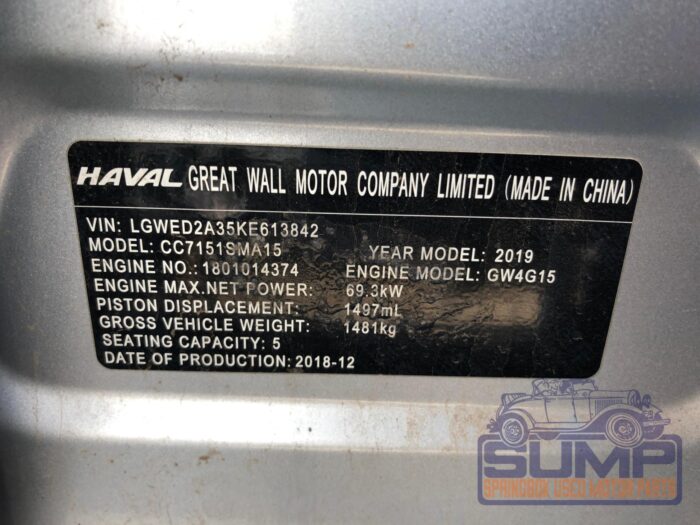 HAVAL GREAT WALL MOTOR COMPANY LIMITED (MADE IN CHINA)
VIN: LGWED2A35KE613842
MODEL: CC7151SMA15 YEAR MODEL: 2019
ENGINE NO.:1801014374 ENGINE MODEL: GW4G15
ENGINE MAX.NET POWER: 69.3kW
PISTON DISPLACEMENT: 1497mL
GROSS VEHICLE WEIGHT: 1481kg
SEATING CAPACITY: 5
DATE OF PRODUCTION:2018-12
SUMP
SPRINGBOK USED MOTOR PARTS